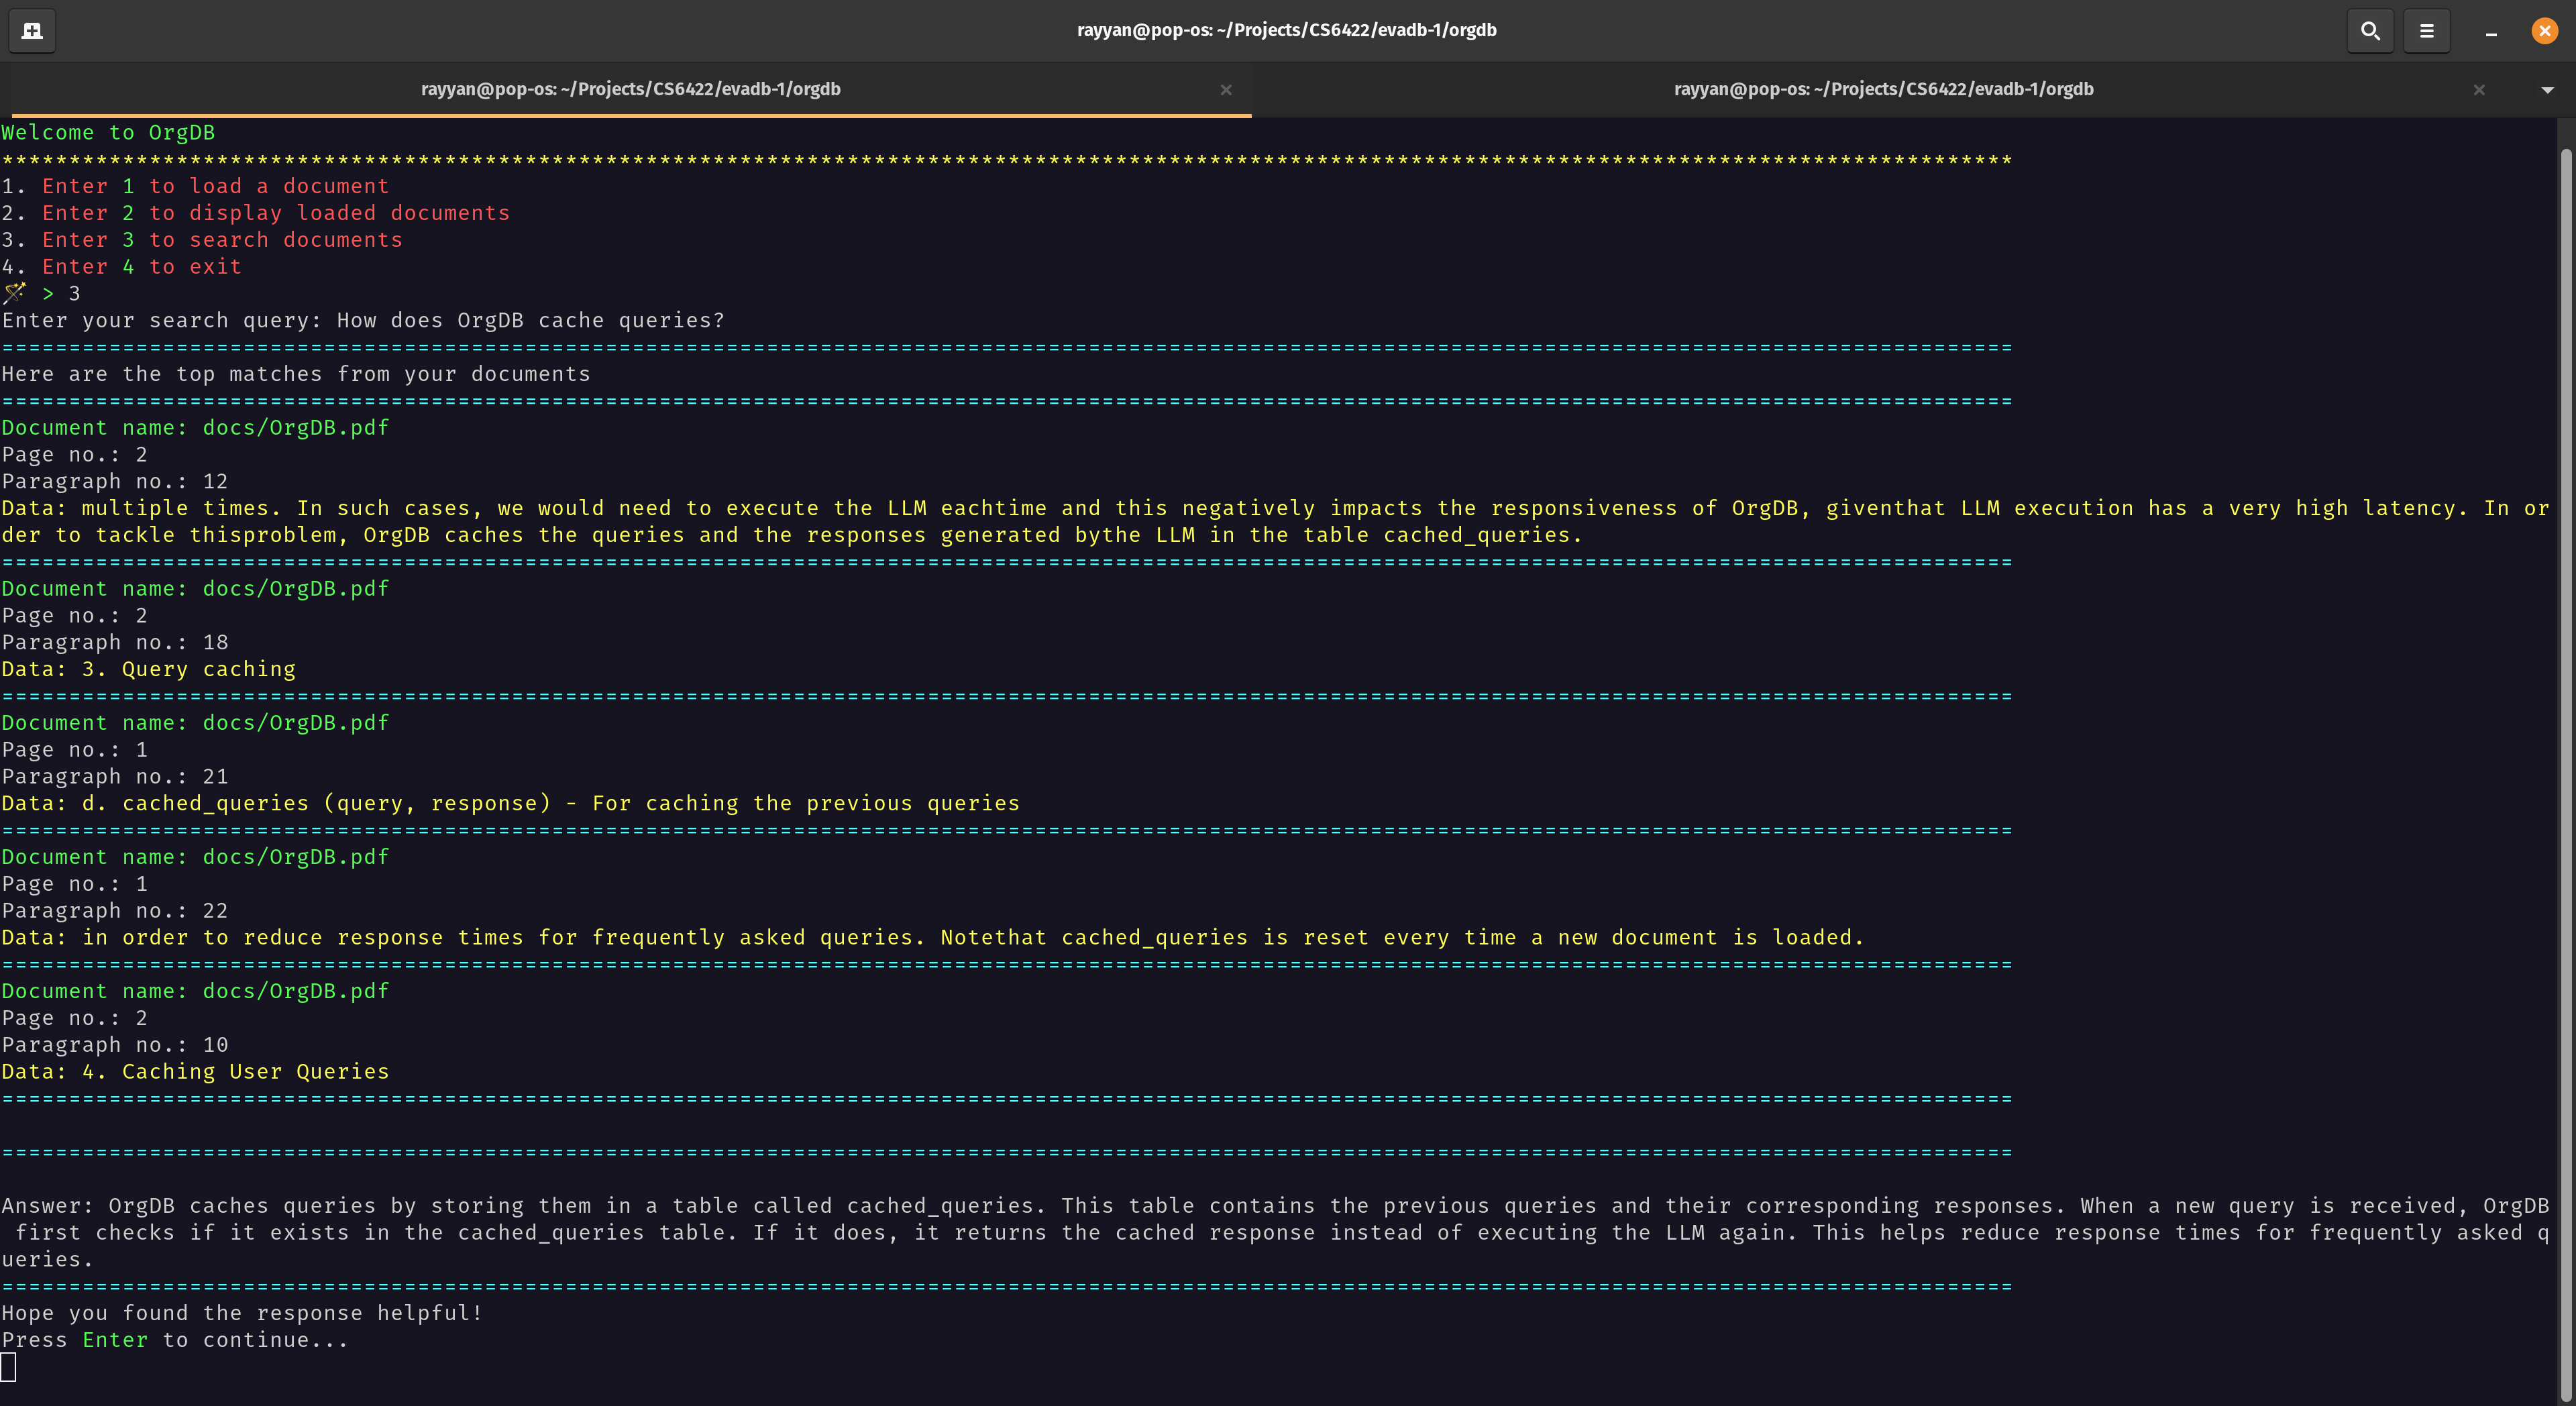 rayyan@pop-os: ~/Projects/CS6422/evadb-1/orgdb
rayyan@pop-os: ~/Projects/CS6422/evadb-1/orgdb
rayyan@pop-os: ~/Projects/CS6422/evadb-1/orgdb
Welcome to OrgDB
******************************************************************************************************************************************************
1. Enter 1 to load a document
2. Enter 2 to display loaded documents
3. Enter 3 to search documents
4. Enter 4 to exit
> 3
Enter your search query: How does OrgDB cache queries?
======================================================================================================================================================
Here are the top matches from your documents
======================================================================================================================================================
Document name: docs/OrgDB.pdf
Page no.: 2
Paragraph no.: 12
Data: multiple times. In such cases, we would need to execute the LLM eachtime and this negatively impacts the responsiveness of OrgDB, giventhat LLM execution has a very high latency. In or
der to tackle thisproblem, OrgDB caches the queries and the responses generated bythe LLM in the table cached_queries.
======================================================================================================================================================
Document name: docs/OrgDB.pdf
Page no.: 2
Paragraph no.: 18
Data: 3. Query caching
======================================================================================================================================================
Document name: docs/OrgDB.pdf
Page no.: 1
Paragraph no.: 21
Data: d. cached_queries (query, response) - For caching the previous queries
======================================================================================================================================================
Document name: docs/OrgDB.pdf
Page no.: 1
Paragraph no.: 22
Data: in order to reduce response times for frequently asked queries. Notethat cached_queries is reset every time a new document is loaded.
======================================================================================================================================================
Document name: docs/OrgDB.pdf
Page no.: 2
Paragraph no.: 10
Data: 4. Caching User Queries
======================================================================================================================================================
======================================================================================================================================================
Answer: OrgDB caches queries by storing them in a table called cached_queries. This table contains the previous queries and their corresponding responses. When a new query is received, OrgDB
first checks if it exists in the cached_queries table. If it does, it returns the cached response instead of executing the LLM again. This helps reduce response times for frequently asked q
ueries.
======================================================================================================================================================
Hope you found the response helpful!
Press Enter to continue...